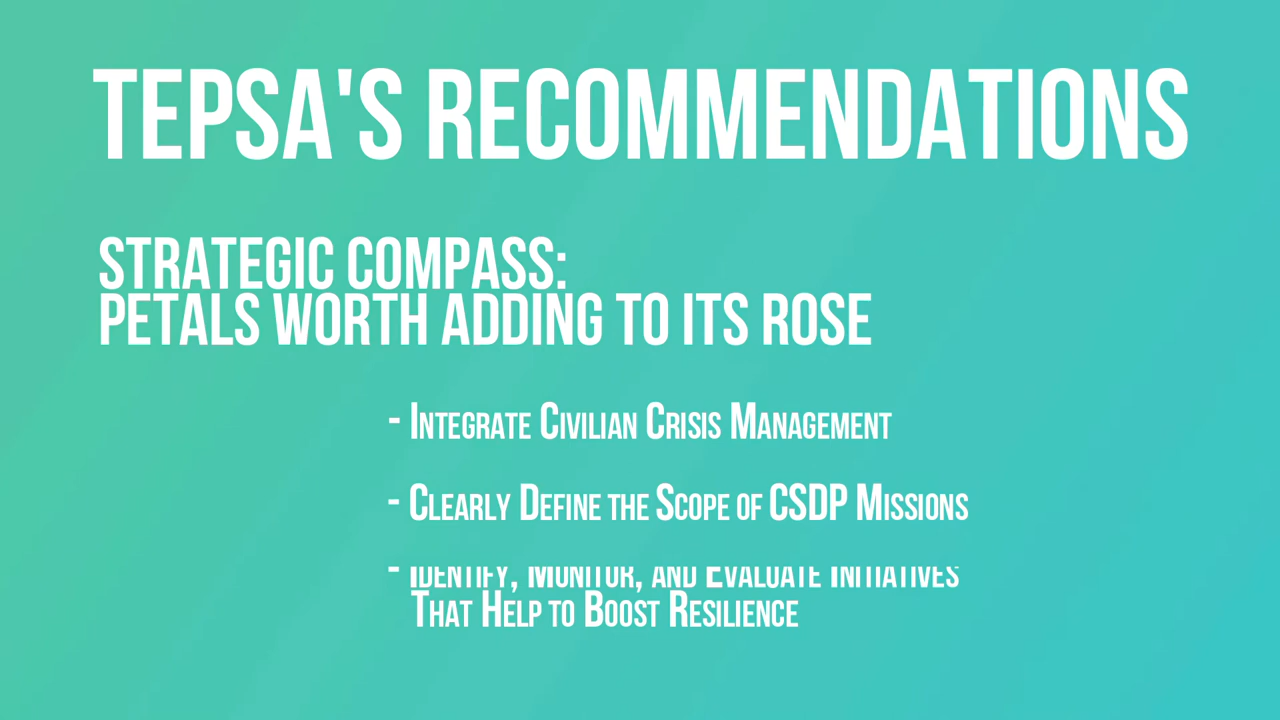 TEPSA'S RECOMMENDATIONS
STRATEGIC COMPASS:
PETALS WORTH ADDING TO ITS ROSE
- Integrate Civilian Crisis Management
- Clearly Define the Scope of CSDP Missions
- Identify, Monitor, and Evaluate Initiatives
That Help to Boost Resilience